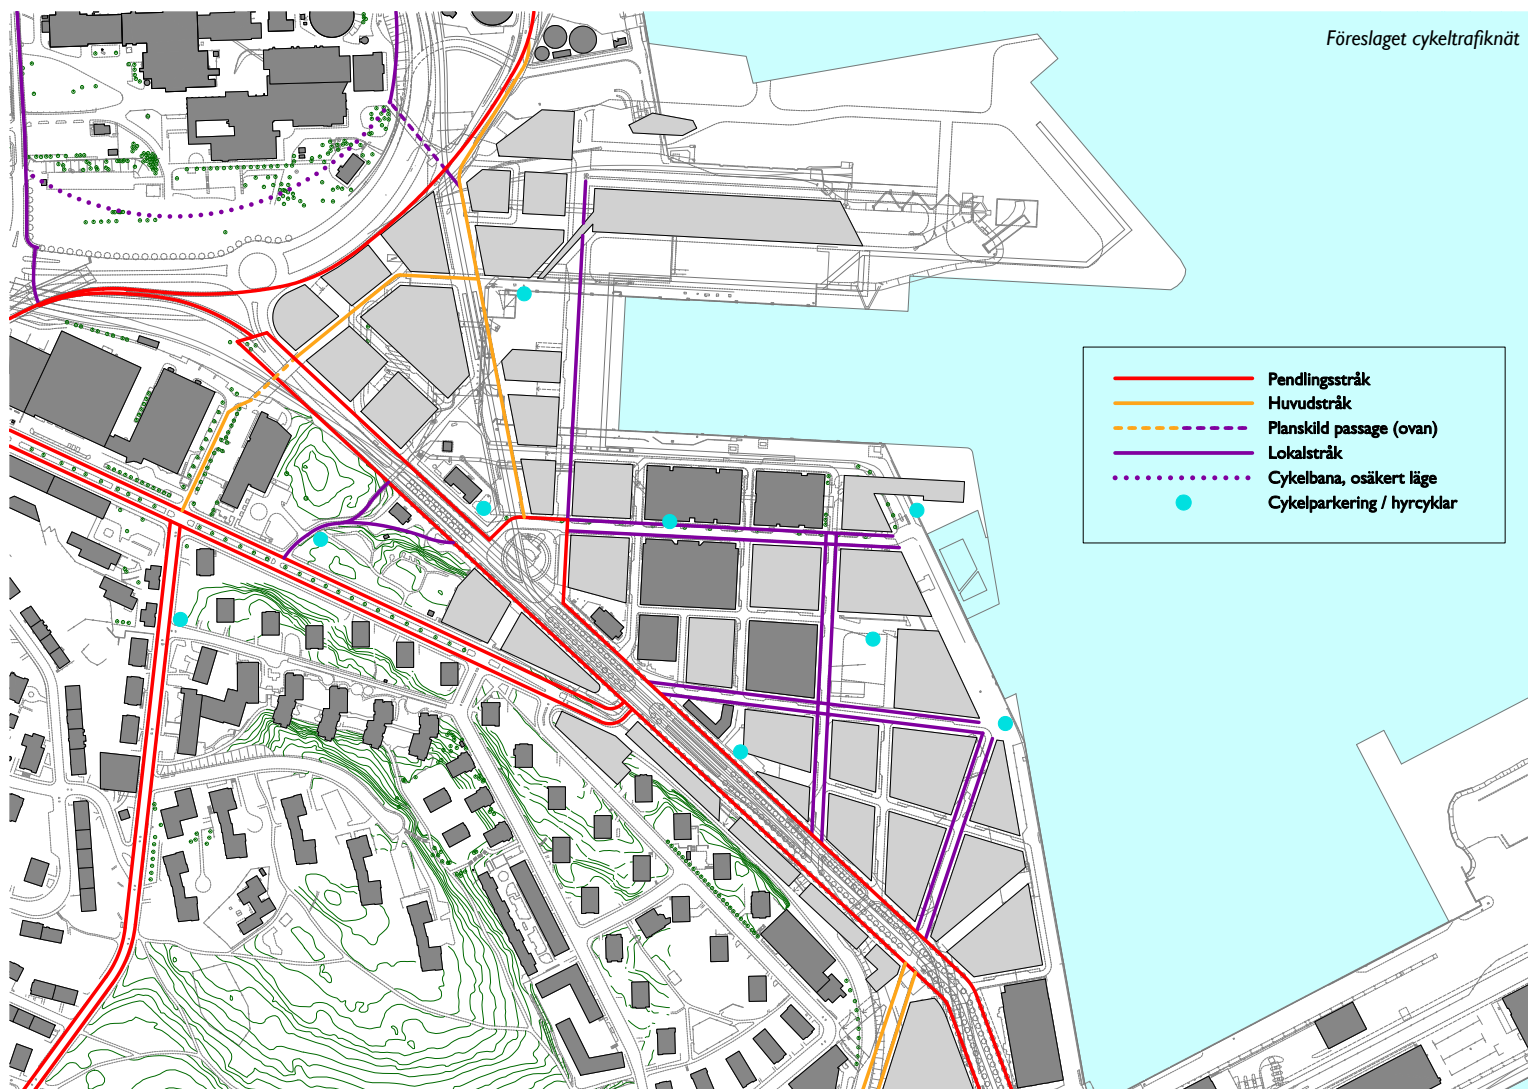 Föreslaget cykeltrafiknät
Pendlingsstråk
Huvudstråk
Planskild passage (ovan)
Lokalstråk
Cykelbana, osäkert läge
Cykelparkering / hyrcyklar